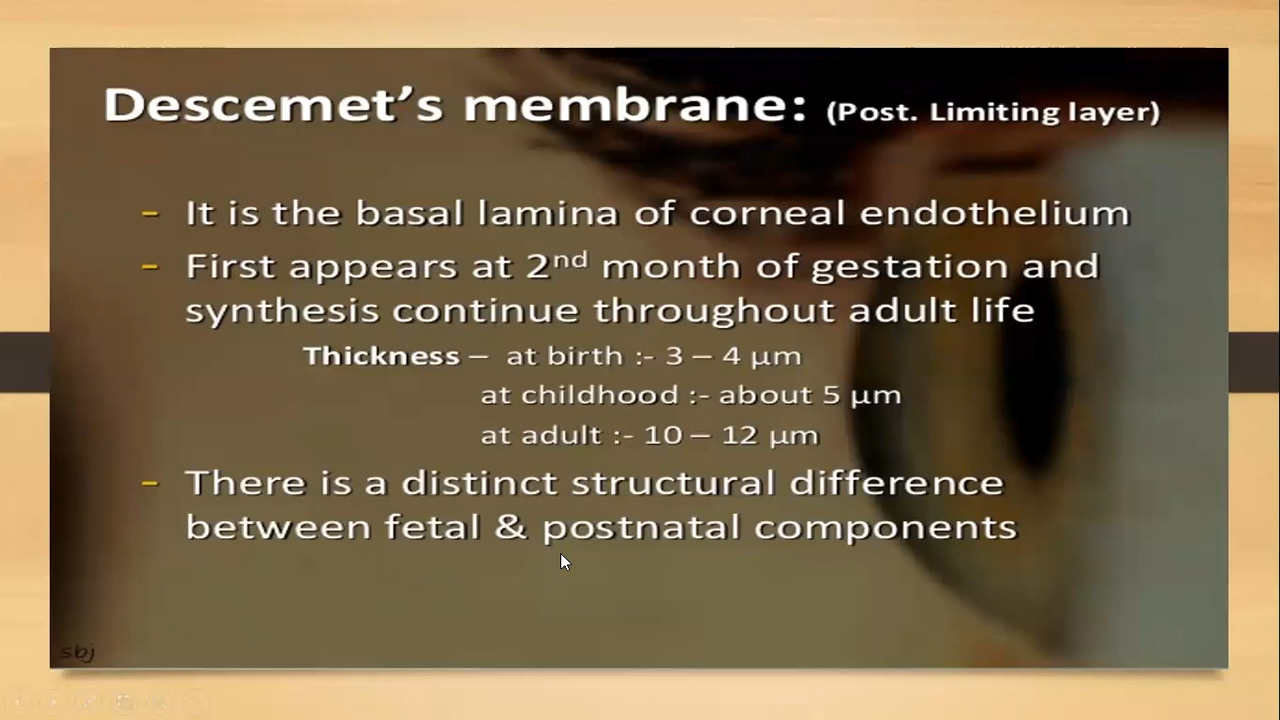 Descemet's membrane: (Post. Limiting layer)
- It is the basal lamina of corneal endothelium
- First appears at 2nd month of gestation and
synthesis continue throughout adult life
Thickness – at birth :- 3 – 4 µm
at childhood :- about 5 µm
at adult :- 10 – 12 µm
- There is a distinct structural difference
between fetal & postnatal components
sbj